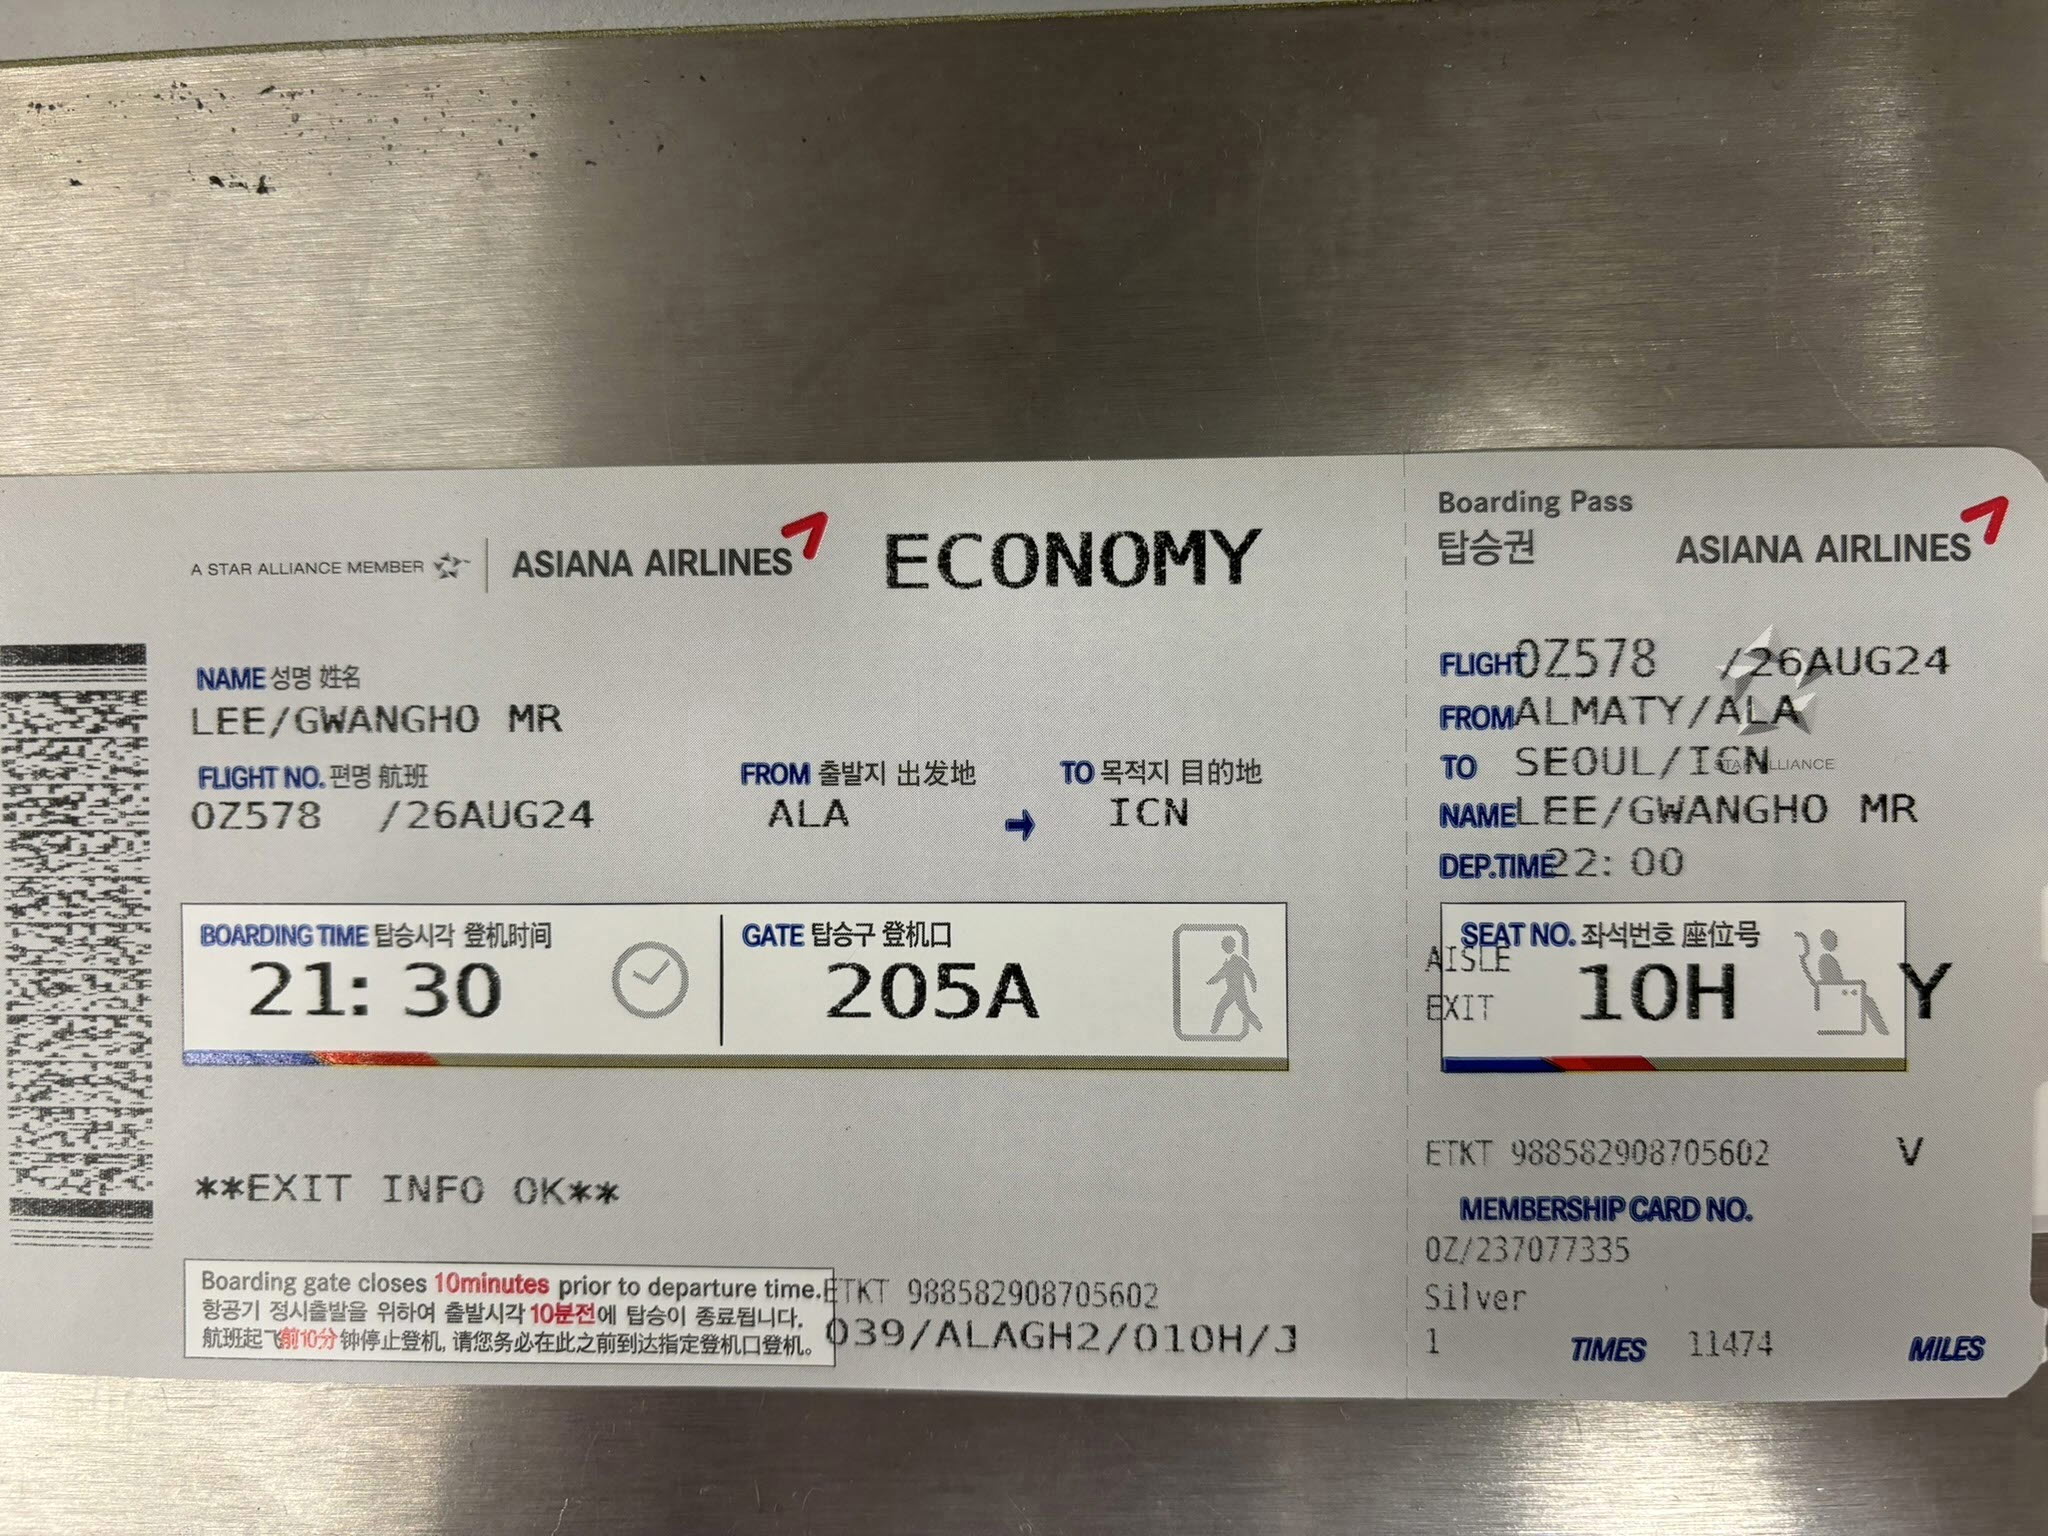 A STAR ALLIANCE MEMBER ASIANA AIRLINES ECONOMY
NAME 성명 姓名
LEE/GWANGHO MR
FLIGHT NO. 편명 航班 FROM 출발지 出发地 TO 목적지 目的地
OZ578 /26AUG24 ALA ICN
BOARDING TIME 탑승시각 登机时间 GATE 탑승구 登机口
21: 30 205A
**EXIT INFO OK**
Boarding gate closes 10minutes prior to departure time.
항공기 정시출발을 위하여 출발시각 10분전에 탑승이 종료됩니다.
航班起飞前10分钟停止登机, 请您务必在此之前到达指定登机口登机。
ETKT 988582908705602
039/ALAGH2/010H/J
Boarding Pass
탑승권 ASIANA AIRLINES
FLIGHT OZ578 /26AUG24
FROM ALMATY/ALA
TO SEOUL/ICN
STAR ALLIANCE
NAME LEE/GWANGHO MR
DEP.TIME 22: 00
SEAT NO. 좌석번호 座位号
AISLE
EXIT 10H Y
ETKT 988582908705602 V
MEMBERSHIP CARD NO.
OZ/237077335
Silver
1 TIMES 11474 MILES